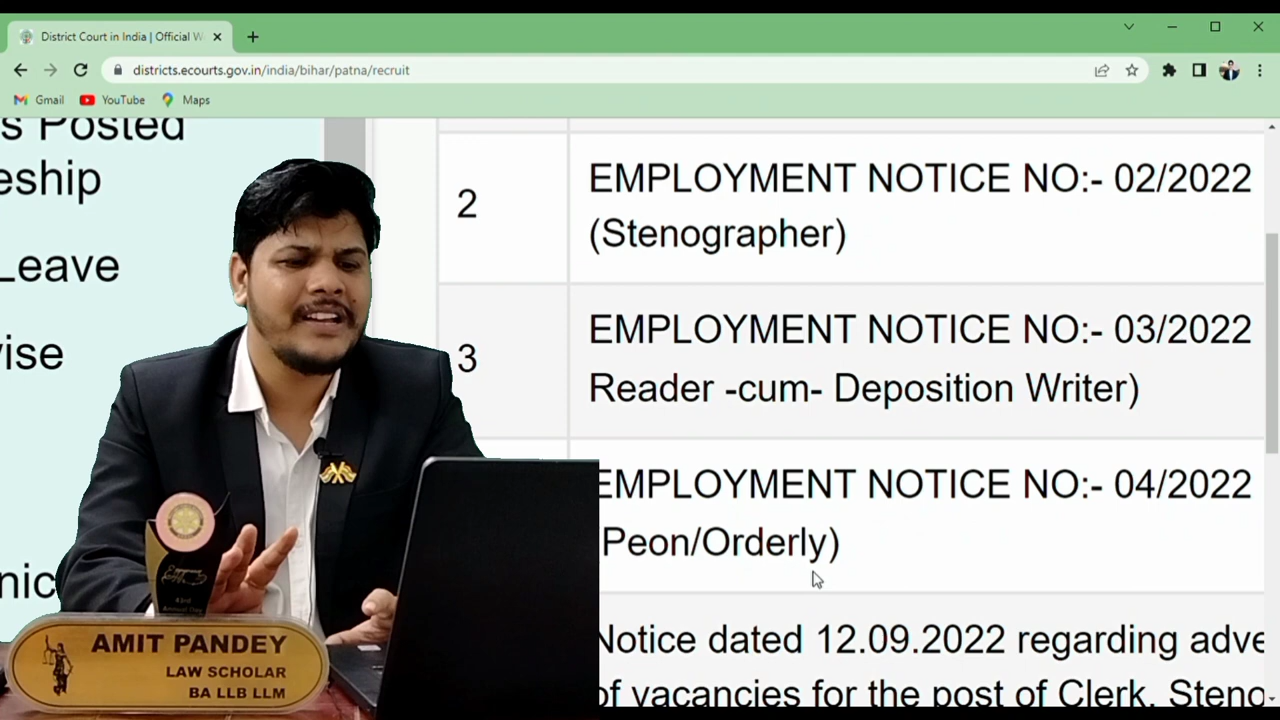 District Court in India | Official W
districts.ecourts.gov.in/india/bihar/patna/recruit
Gmail
YouTube
Maps
s Posted
eship
Leave
ise
nic
2
EMPLOYMENT NOTICE NO:- 02/2022
(Stenographer)
3
EMPLOYMENT NOTICE NO:- 03/2022
Reader -cum- Deposition Writer)
EMPLOYMENT NOTICE NO:- 04/2022
Peon/Orderly)
Notice dated 12.09.2022 regarding adve
of vacancies for the post of Clerk, Steno
AMIT PANDEY
LAW SCHOLAR
BA LLB LLM